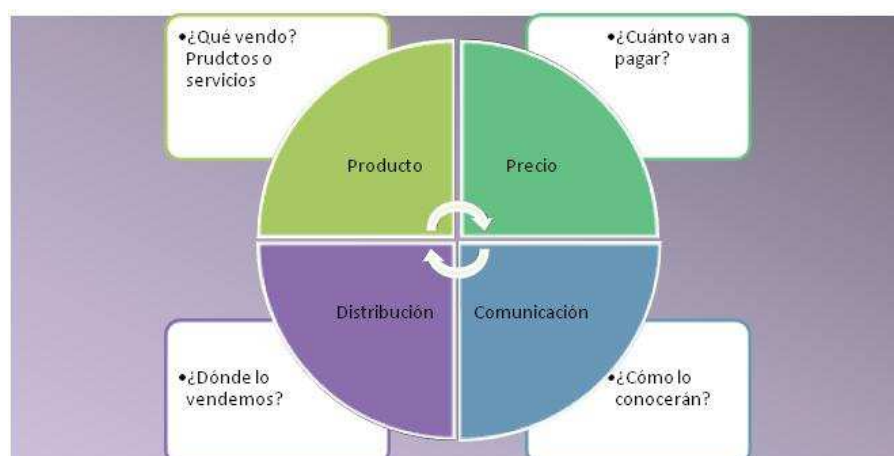 •¿Qué vendo?
Prudctos o
servicios
•¿Cuánto van a
pagar?
Producto
Precio
Distribución
Comunicación
•¿Dónde lo
vendemos?
•¿Cómo lo
conocerán?